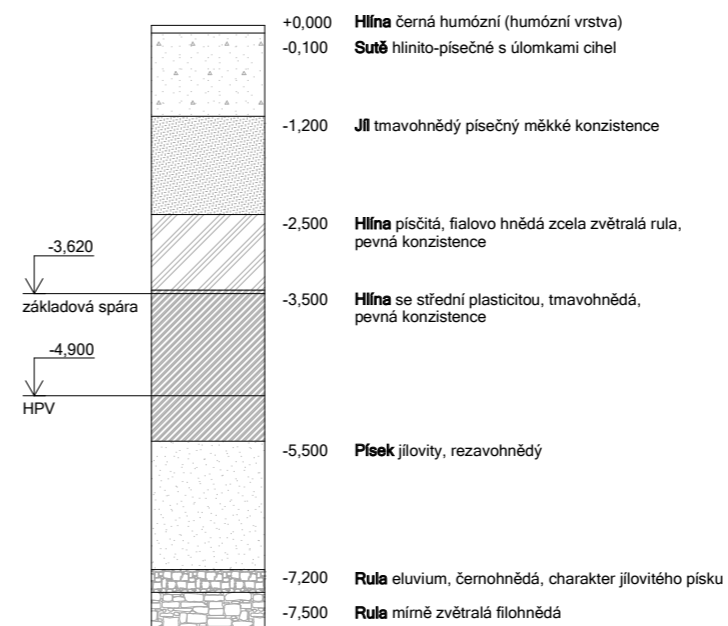 +0,000 Hlína černá humózní (humózní vrstva)
-0,100 Sutě hlinito-písečné s úlomkami cihel
-1,200 Jíl tmavohnědý písečný měkké konzistence
-2,500 Hlína písčitá, fialovo hnědá zcela zvětralá rula,
pevná konzistence
-3,620
základová spára
-3,500 Hlína se střední plasticitou, tmavohnědá,
pevná konzistence
-4,900
HPV
-5,500 Písek jílovity, rezavohnědý
-7,200 Rula eluvium, černohnědá, charakter jílovitého písku
-7,500 Rula mírně zvětralá filohnědá